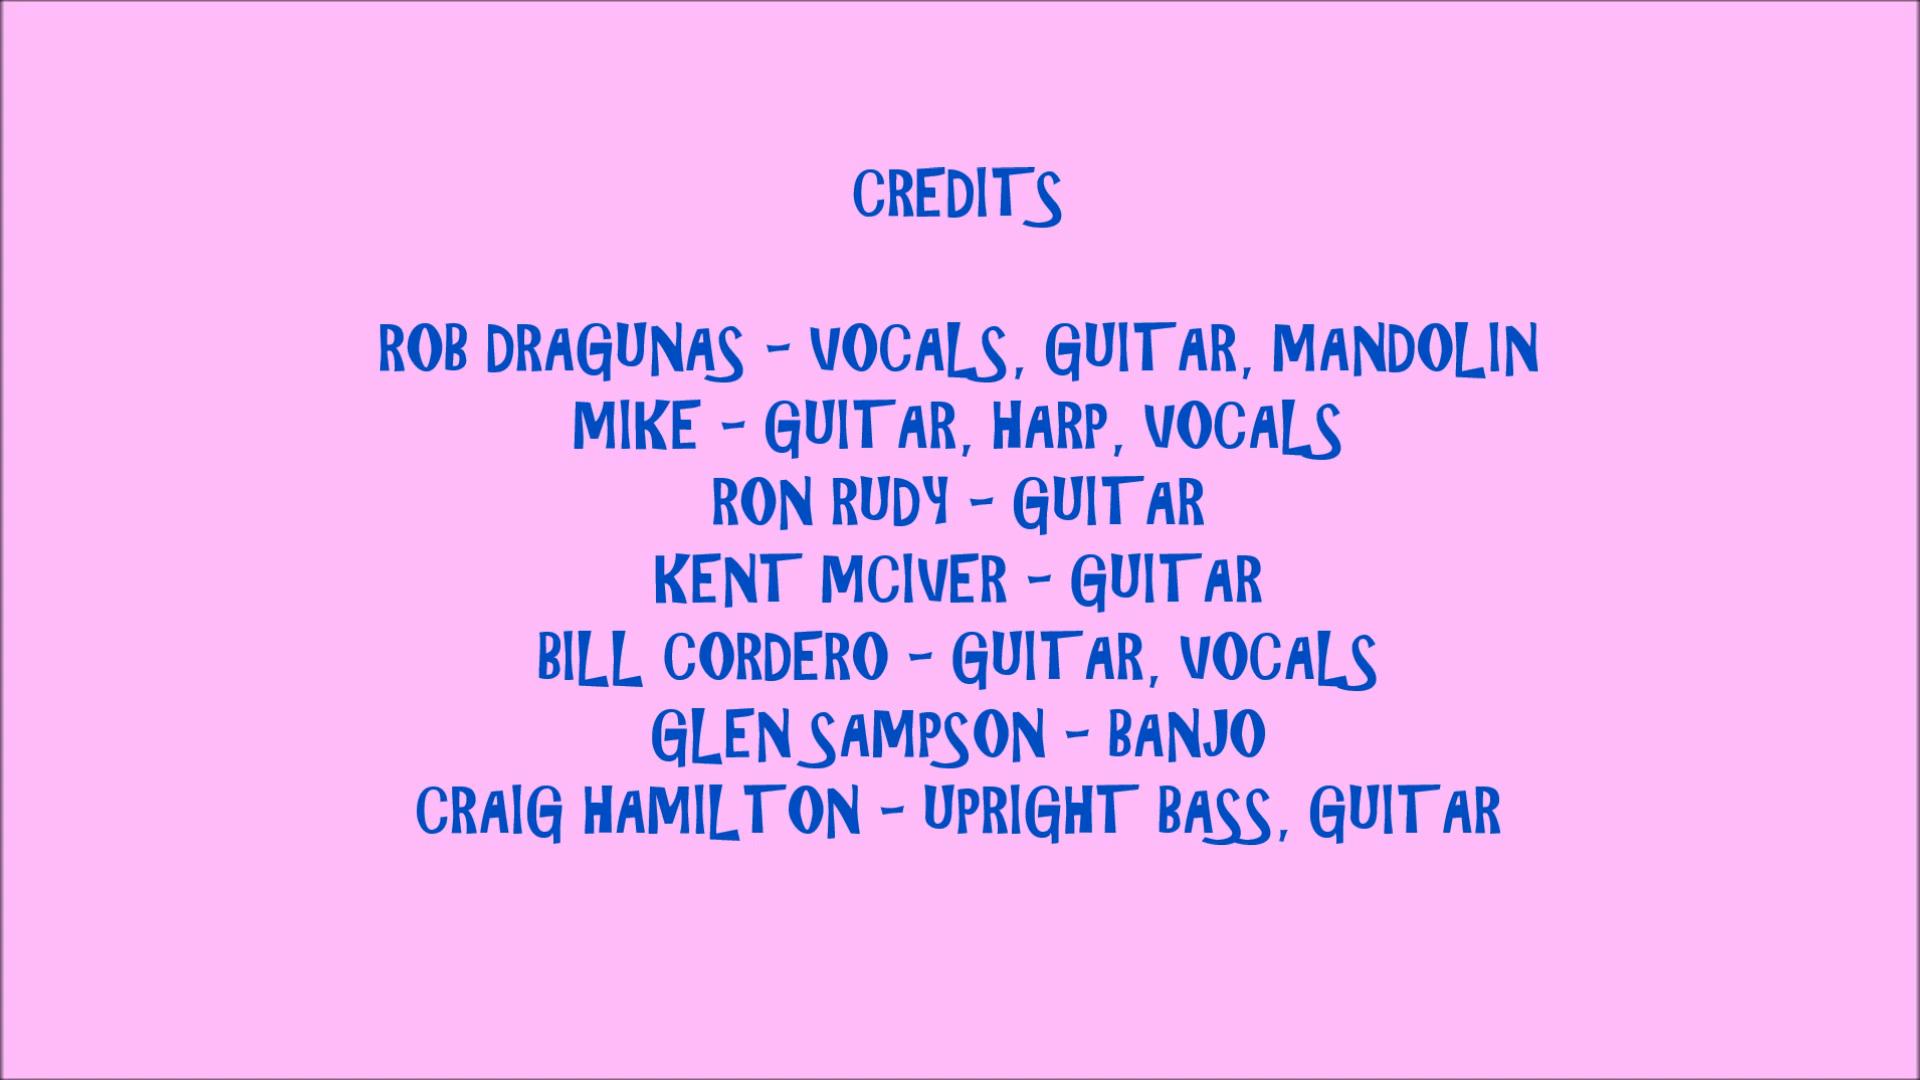 CREDITS
ROB DRAGUNAS - VOCALS, GUITAR, MANDOLIN
MIKE - GUITAR, HARP, VOCALS
RON RUDY - GUITAR
KENT MCIVER - GUITAR
BILL CORDERO - GUITAR, VOCALS
GLEN SAMPSON - BANJO
CRAIG HAMILTON - UPRIGHT BASS, GUITAR